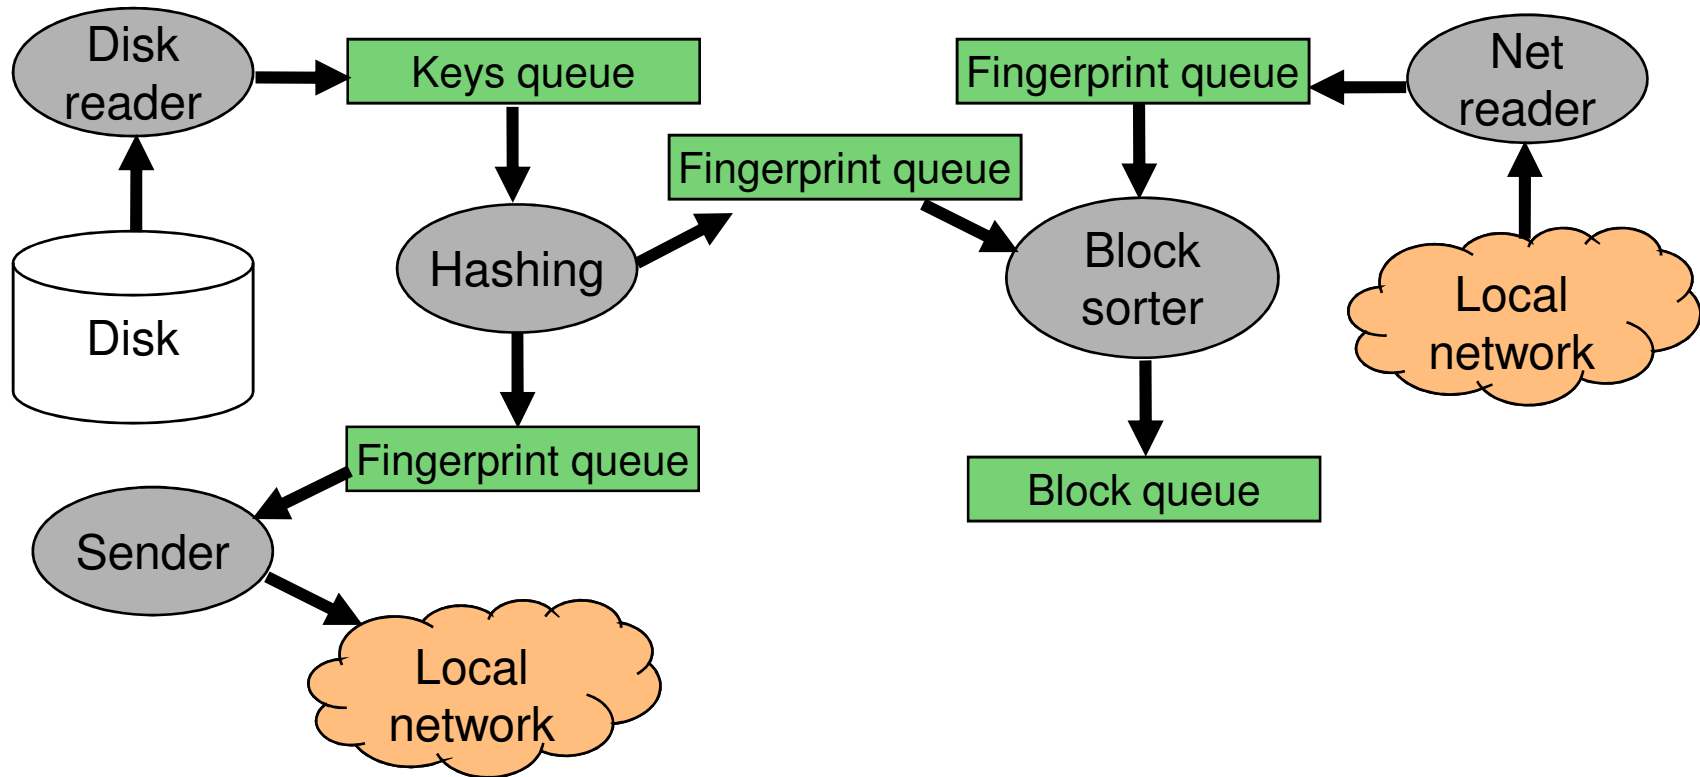 Disk
reader
Keys queue
Fingerprint queue
Net
reader
Fingerprint queue
Hashing
Block
sorter
Local
network
Disk
Fingerprint queue
Block queue
Sender
Local
network